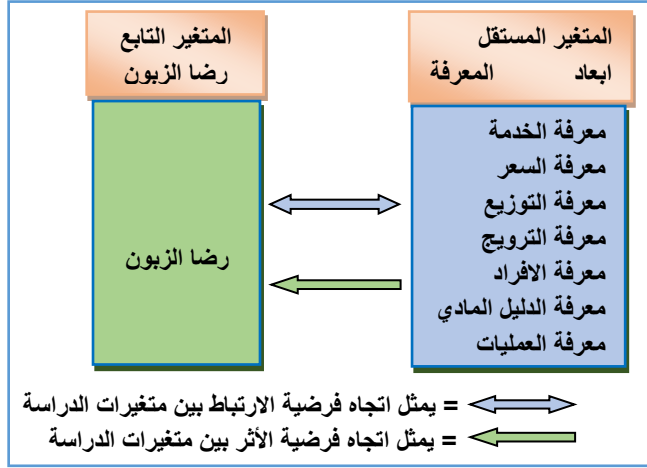 المتغير المستقل
ابعاد المعرفة
معرفة الخدمة
معرفة السعر
معرفة التوزيع
معرفة الترويج
معرفة الافراد
معرفة الدليل المادي
معرفة العمليات
المتغير التابع
رضا الزبون
رضا الزبون
= يمثل اتجاه فرضية الارتباط بين متغيرات الدراسة
= يمثل اتجاه فرضية الأثر بين متغيرات الدراسة